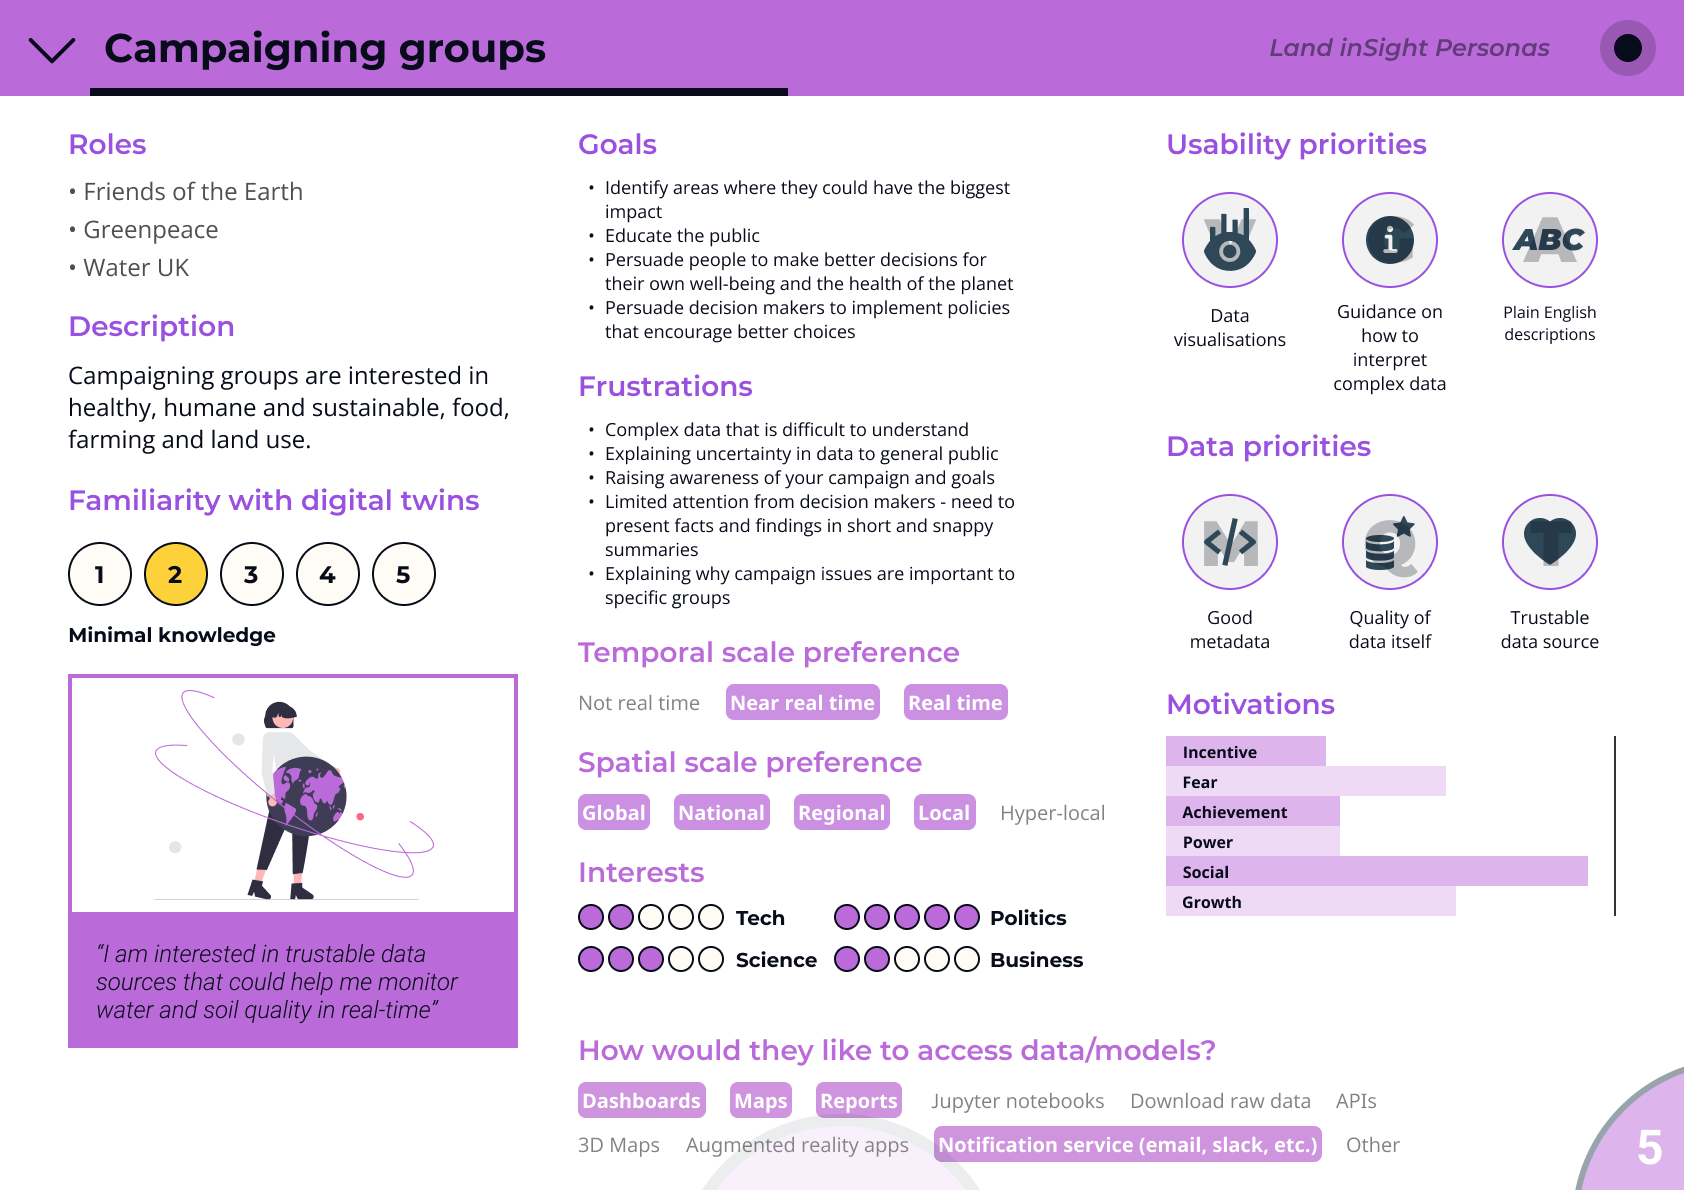 Campaigning groups
Land inSight Personas
Roles
• Friends of the Earth
• Greenpeace
• Water UK
Description
Campaigning groups are interested in
healthy, humane and sustainable, food,
farming and land use.
Familiarity with digital twins
1 2 3 4 5
Minimal knowledge
“I am interested in trustable data
sources that could help me monitor
water and soil quality in real-time”
Goals
• Identify areas where they could have the biggest
impact
• Educate the public
• Persuade people to make better decisions for
their own well-being and the health of the planet
• Persuade decision makers to implement policies
that encourage better choices
Frustrations
• Complex data that is difficult to understand
• Explaining uncertainty in data to general public
• Raising awareness of your campaign and goals
• Limited attention from decision makers - need to
present facts and findings in short and snappy
summaries
• Explaining why campaign issues are important to
specific groups
Temporal scale preference
Not real time Near real time Real time
Spatial scale preference
Global National Regional Local Hyper-local
Interests
Tech Politics
Science Business
How would they like to access data/models?
Dashboards Maps Reports Jupyter notebooks Download raw data APIs
3D Maps Augmented reality apps Notification service (email, slack, etc.) Other
Usability priorities
V
i
ABC
Data
visualisations
Guidance on
how to
interpret
complex data
Plain English
descriptions
Data priorities
M </>
Q
T
Good
metadata
Quality of
data itself
Trustable
data source
Motivations
Incentive
Fear
Achievement
Power
Social
Growth
5